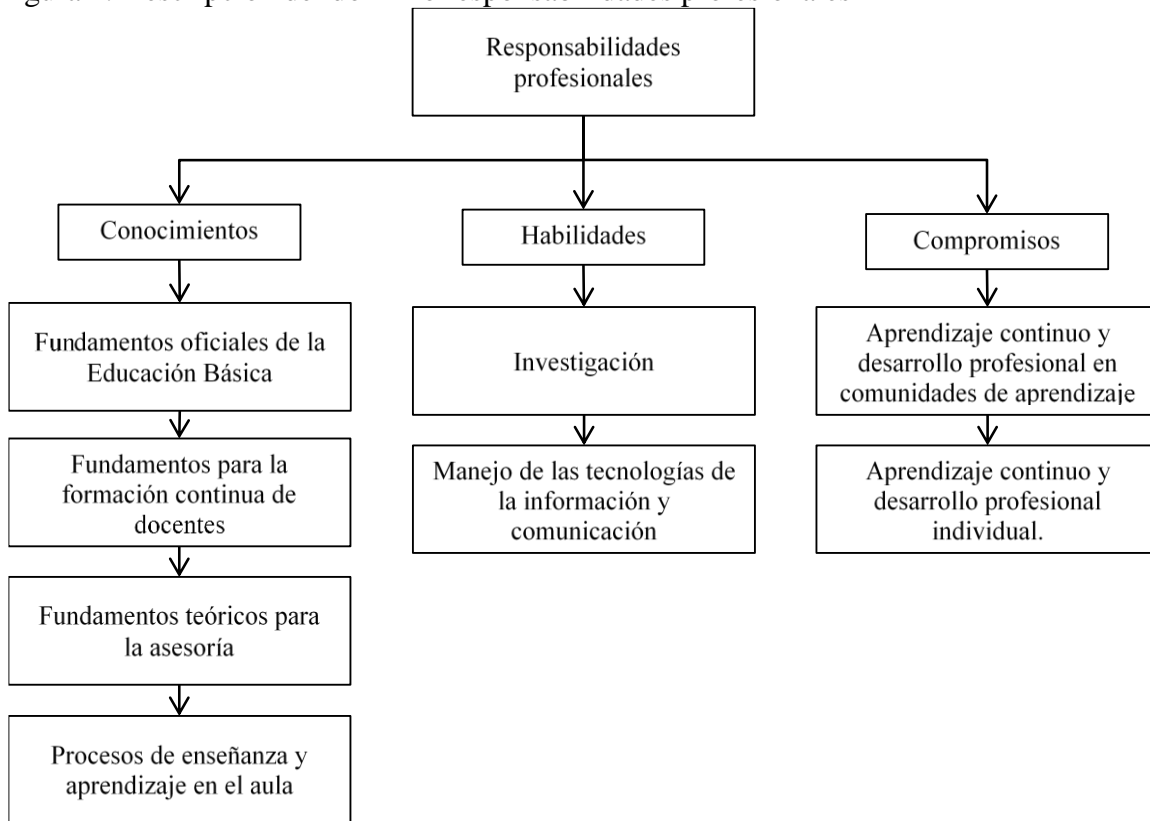 Responsabilidades
profesionales
Conocimientos
Habilidades
Compromisos
Fundamentos oficiales de la
Educación Básica
Investigación
Aprendizaje continuo y
desarrollo profesional en
comunidades de aprendizaje
Fundamentos para la
formación continua de
docentes
Manejo de las tecnologías de
la información y
comunicación
Aprendizaje continuo y
desarrollo profesional
individual.
Fundamentos teóricos para
la asesoría
Procesos de enseñanza y
aprendizaje en el aula